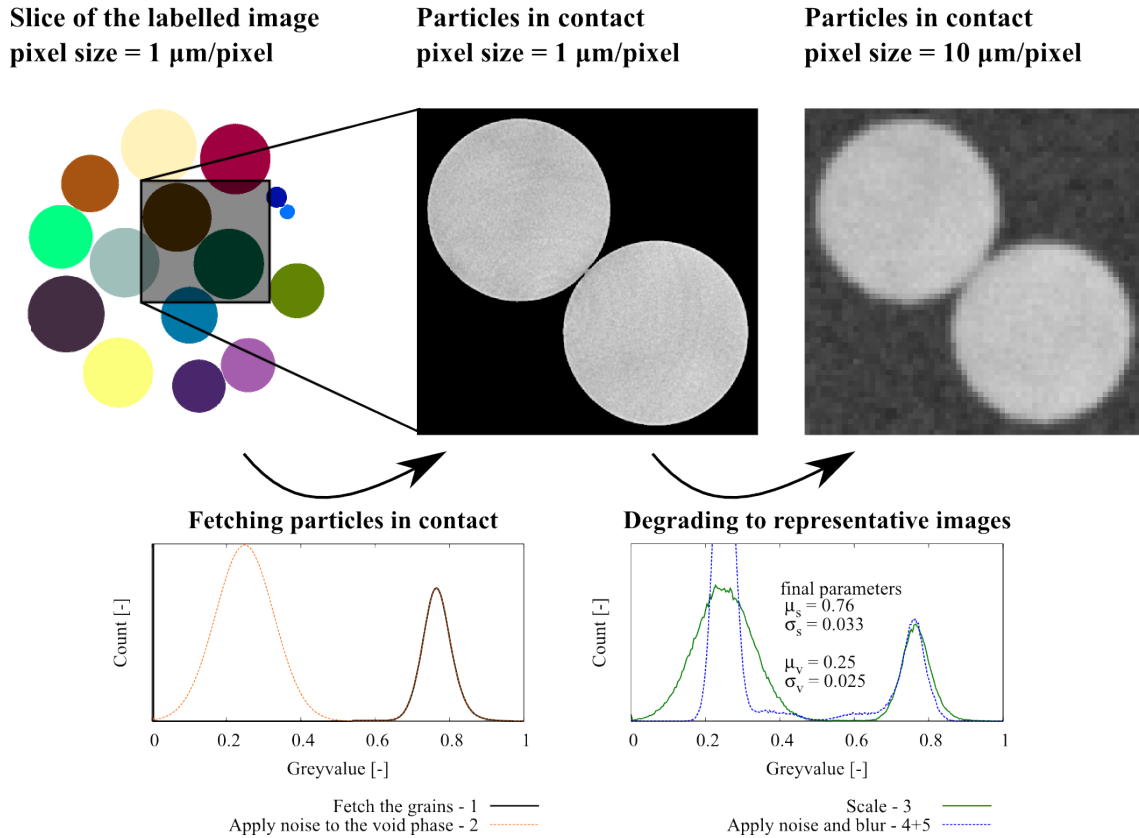 Slice of the labelled image
pixel size = 1 μm/pixel
Particles in contact
pixel size = 1 μm/pixel
Particles in contact
pixel size = 10 μm/pixel
Fetching particles in contact
Count [-]
0 0.2 0.4 0.6 0.8 1
Greyvalue [-]
Fetch the grains - 1
Apply noise to the void phase - 2
Degrading to representative images
Count [-]
final parameters
μs = 0.76
σs = 0.033
μv = 0.25
σv = 0.025
0 0.2 0.4 0.6 0.8 1
Greyvalue [-]
Scale - 3
Apply noise and blur - 4+5